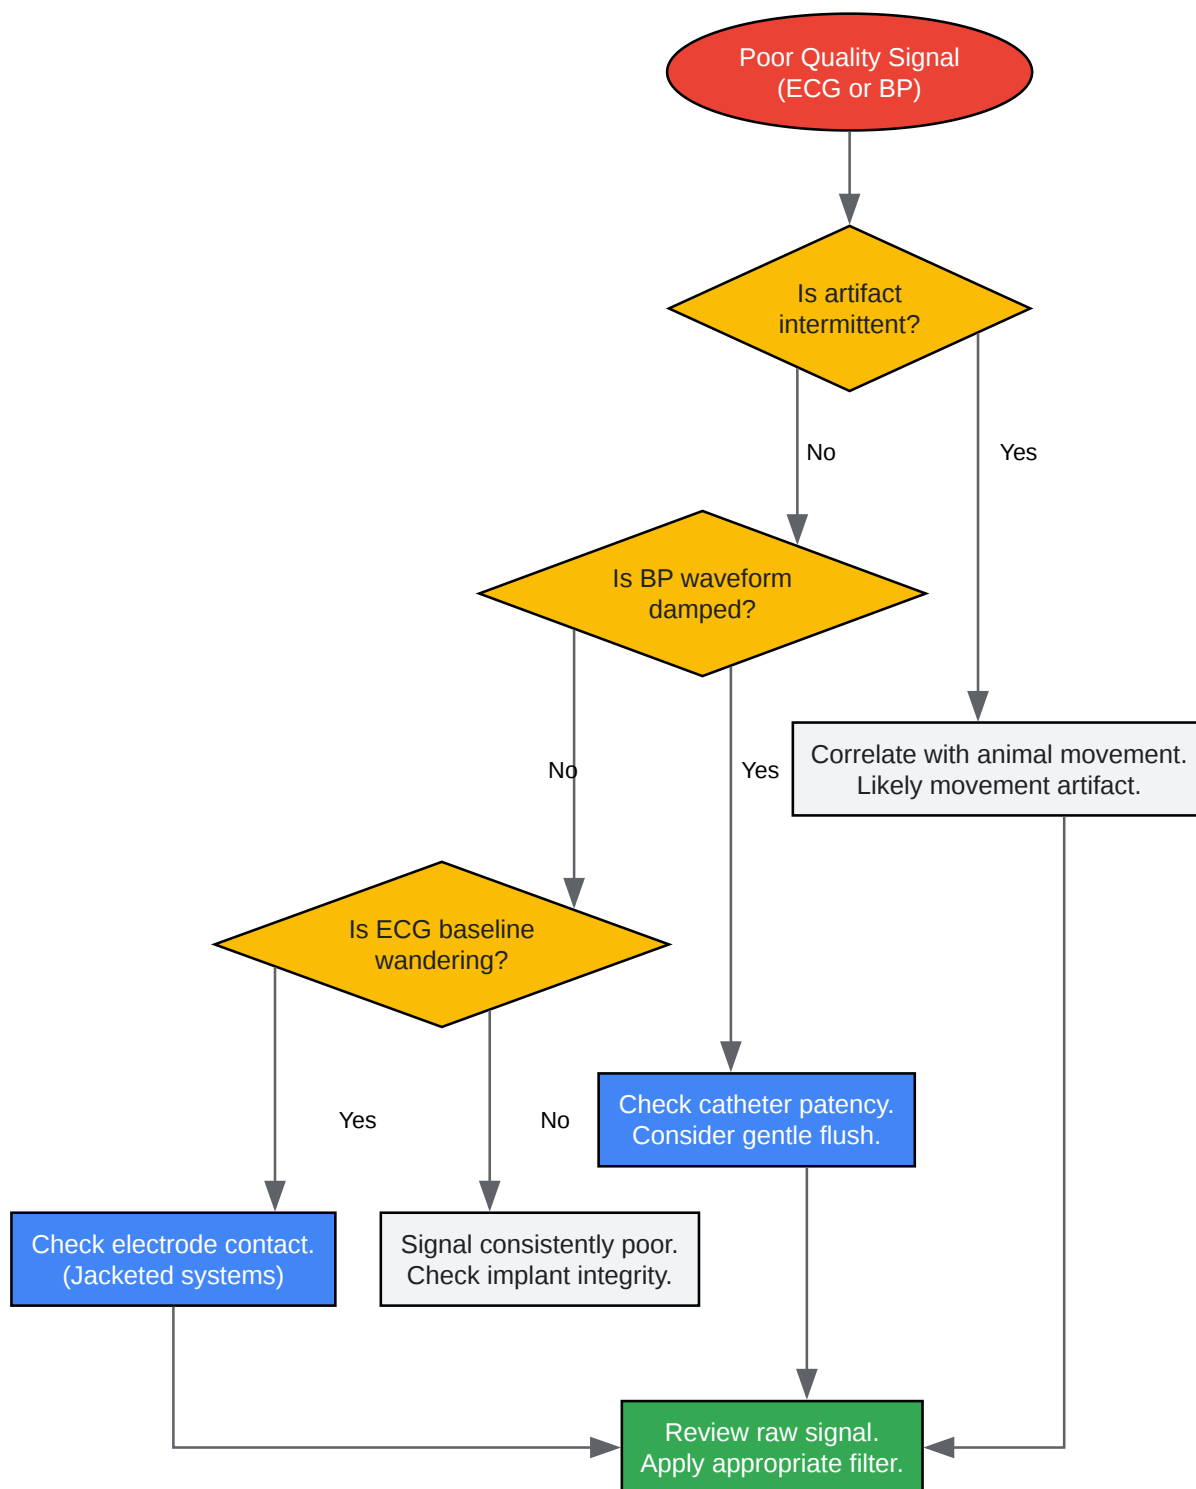 Poor Quality Signal
(ECG or BP)
Is artifact
intermittent?
No
Yes
Is BP waveform
damped?
Correlate with animal movement.
Likely movement artifact.
No
Yes
Is ECG baseline
wandering?
Check catheter patency.
Consider gentle flush.
Yes
No
Check electrode contact.
(Jacketed systems)
Signal consistently poor.
Check implant integrity.
Review raw signal.
Apply appropriate filter.